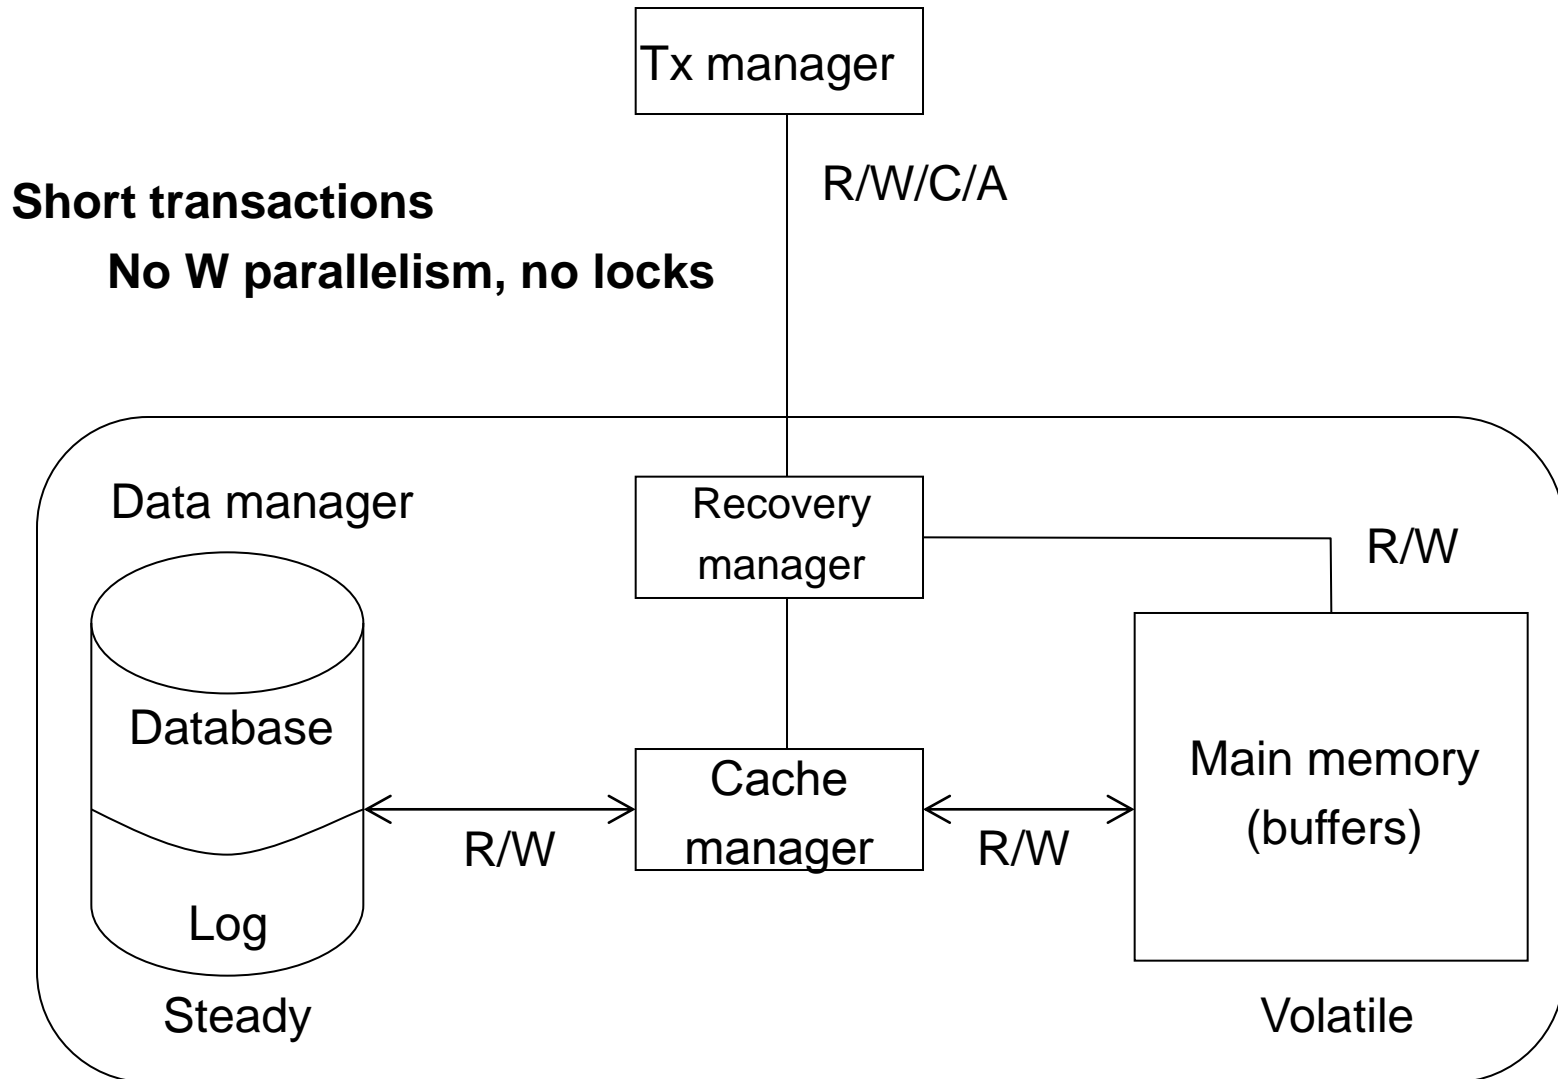 Tx manager
R/W/C/A
Short transactions
No W parallelism, no locks
Data manager
Recovery
manager
R/W
Database
Cache
manager
Main memory
(buffers)
R/W
R/W
Log
Steady
Volatile